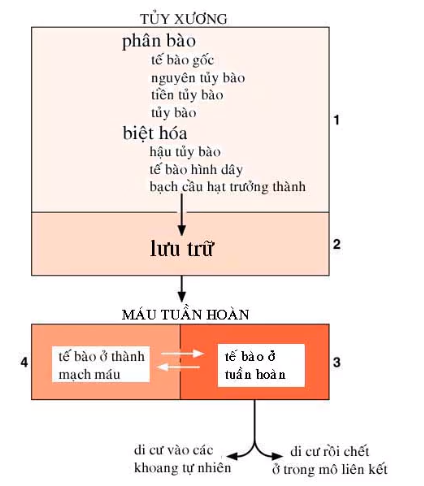 TỦY XƯƠNG
phân bào
tế bào gốc
nguyên tủy bào
tiền tủy bào
tủy bào
biệt hóa
hậu tủy bào
tế bào hình dây
bạch cầu hạt trưởng thành
1
lưu trữ
2
MÁU TUẦN HOÀN
4
tế bào ở thành
mạch máu
tế bào ở
tuần hoàn
3
di cư vào các
khoang tự nhiên
di cư rồi chết
ở trong mô liên kết